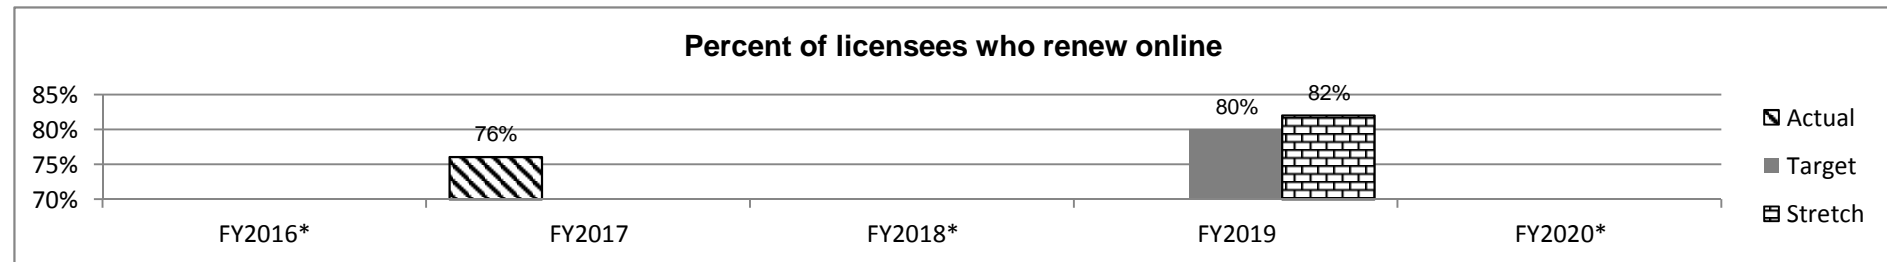 Percent of licensees who renew online
85%
80%
75%
70%
76%
80%
82%
FY2016*
FY2017
FY2018*
FY2019
FY2020*
Actual
Target
Stretch